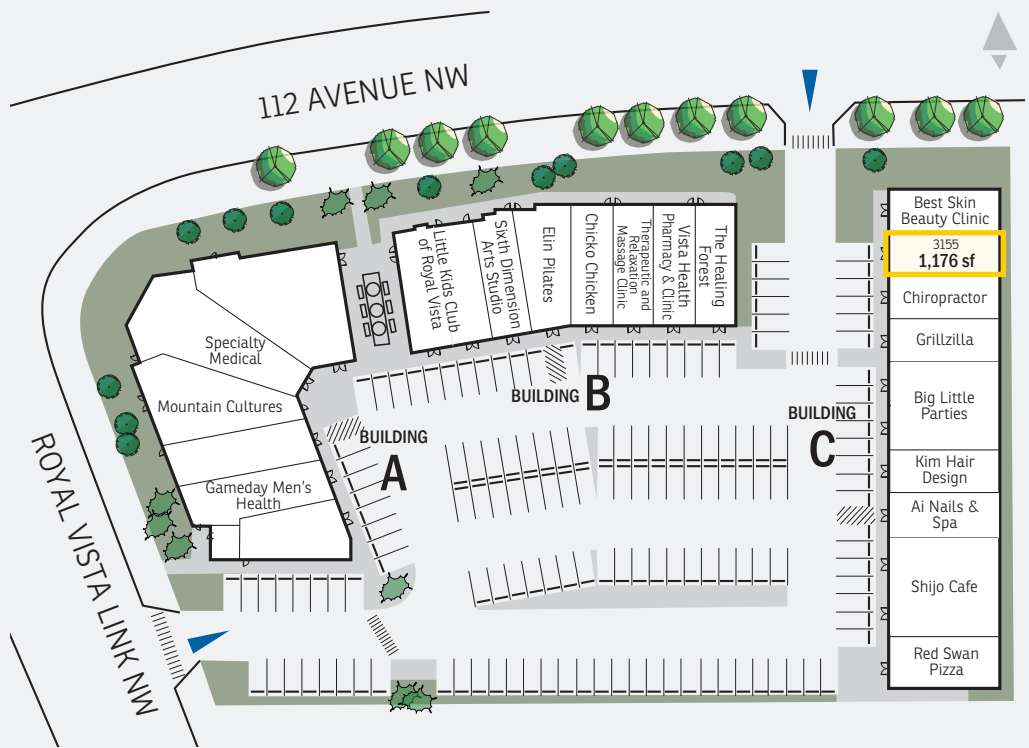 112 AVENUE NW
ROYAL VISTA LINK NW
Specialty
Medical
Mountain Cultures
Gameday Men's
Health
BUILDING
A
Little Kids Club
of Royal Vista
Sixth Dimension
Arts Studio
Elin Pilates
Chicko Chicken
Therapeutic and
Relaxation
Massage Clinic
Vista Health
Pharmacy & Clinic
The Healing
Forest
BUILDING
B
BUILDING
C
Best Skin
Beauty Clinic
3155
1,176 sf
Chiropractor
Grillzilla
Big Little
Parties
Kim Hair
Design
Ai Nails &
Spa
Shijo Cafe
Red Swan
Pizza